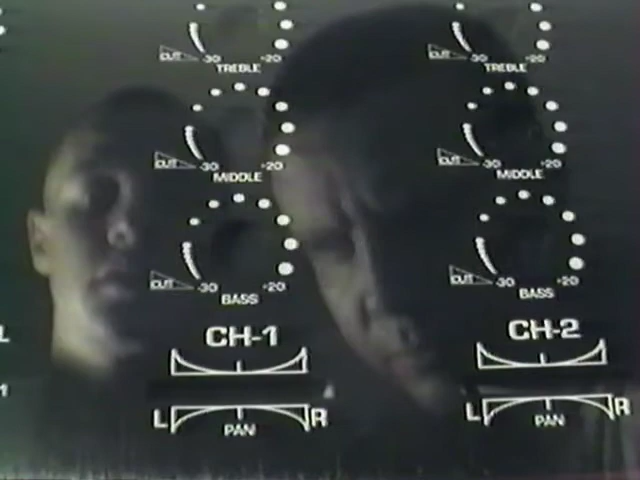 CUT -30 +20 CUT -30 +20
TREBLE TREBLE
CUT -30 +20 CUT -30 +20
MIDDLE MIDDLE
CUT -30 +20 CUT -30 +20
BASS BASS
CH-1 CH-2
L R L R
PAN PAN
L
1